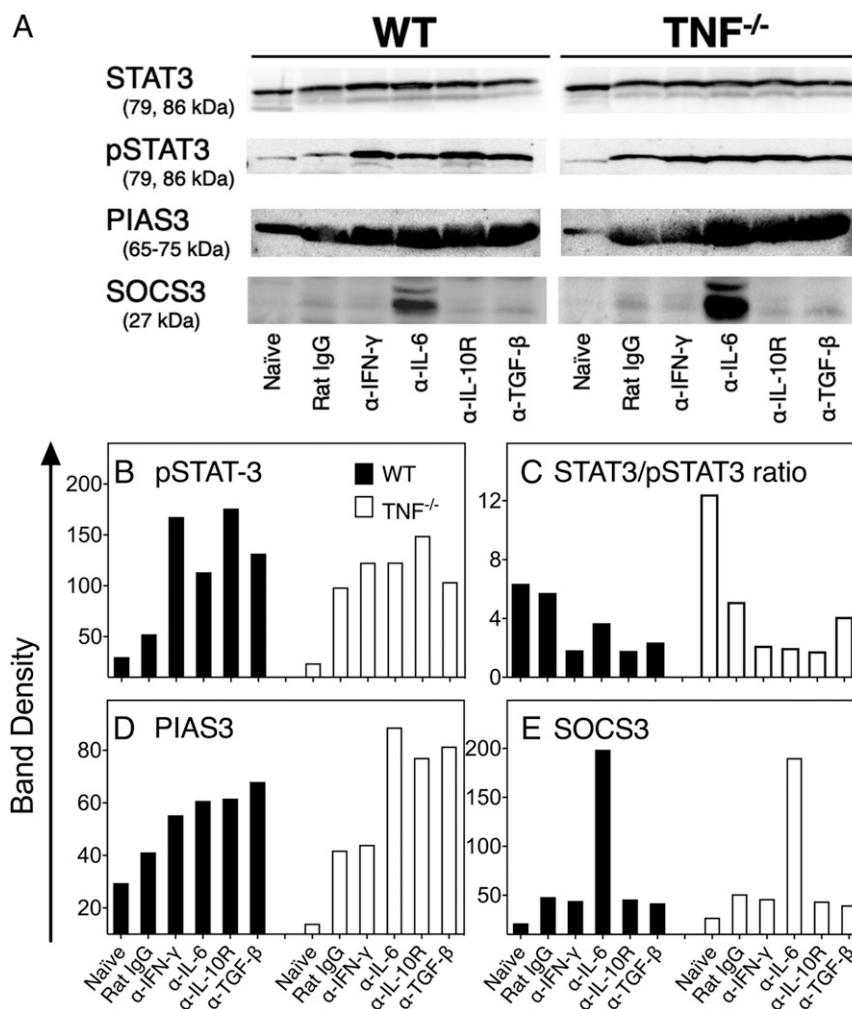 A
WT TNF-/-
STAT3
(79, 86 kDa)
pSTAT3
(79, 86 kDa)
PIAS3
(65-75 kDa)
SOCS3
(27 kDa)
Naïve Rat IgG α-IFN-γ α-IL-6 α-IL-10R α-TGF-β Naïve Rat IgG α-IFN-γ α-IL-6 α-IL-10R α-TGF-β
Band Density
B pSTAT-3
WT
TNF-/-
200
150
100
50
C STAT3/pSTAT3 ratio
12
8
4
0
D PIAS3
80
60
40
20
E SOCS3
200
150
100
50
Naïve Rat IgG α-IFN-γ α-IL-6 α-IL-10R α-TGF-β Naïve Rat IgG α-IFN-γ α-IL-6 α-IL-10R α-TGF-β
Naïve Rat IgG α-IFN-γ α-IL-6 α-IL-10R α-TGF-β Naïve Rat IgG α-IFN-γ α-IL-6 α-IL-10R α-TGF-β